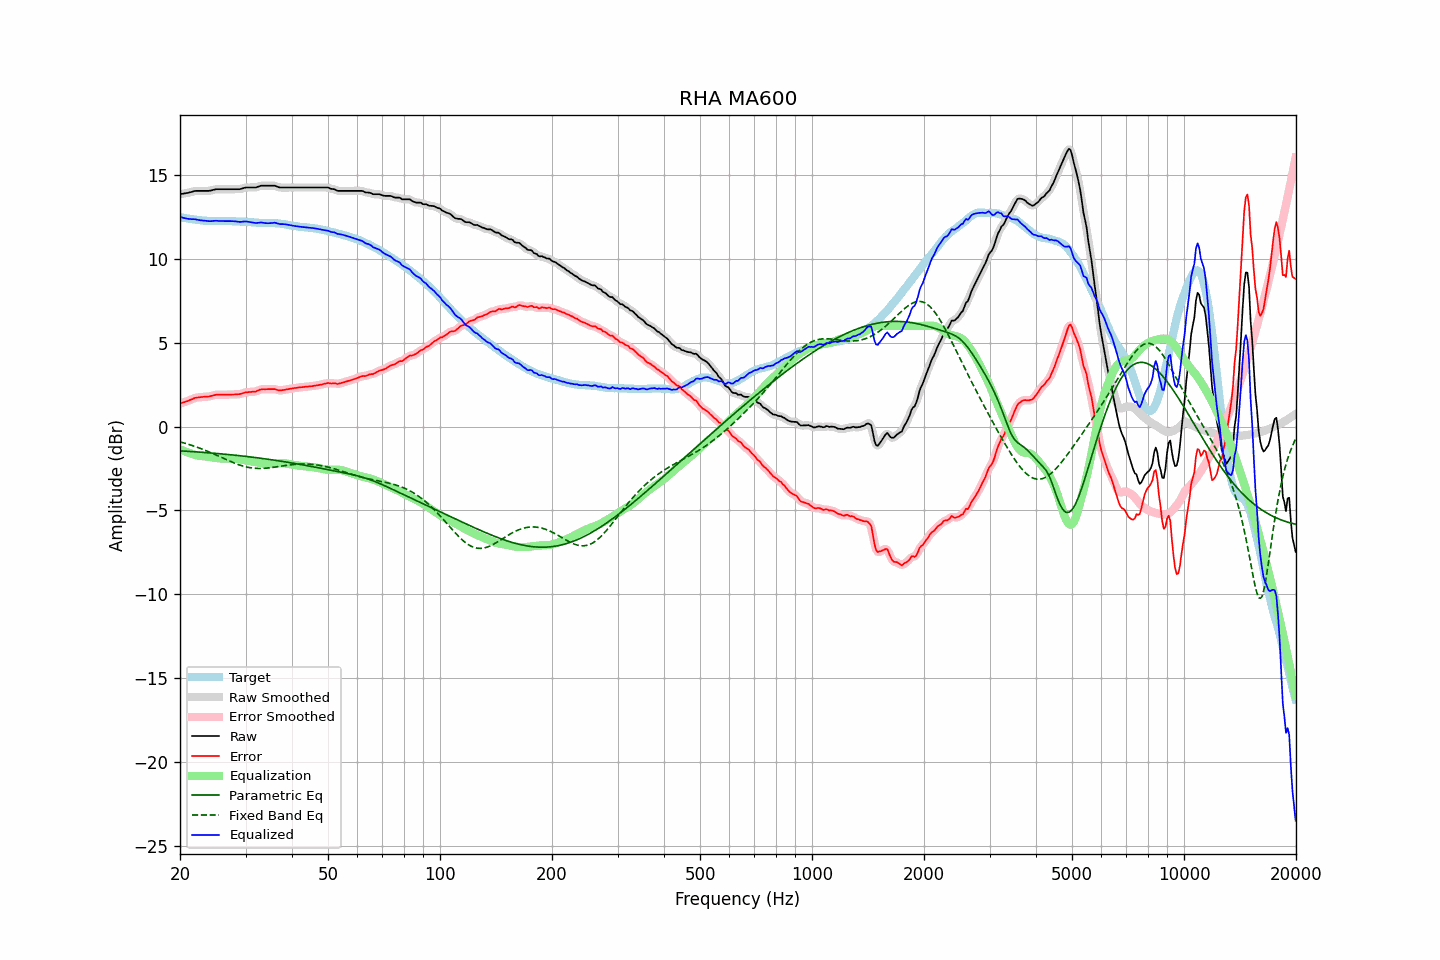 RHA MA600
Amplitude (dBr)
15
10
5
0
−5
−10
−15
−20
−25
Target
Raw Smoothed
Error Smoothed
Raw
Error
Equalization
Parametric Eq
Fixed Band Eq
Equalized
20 50 100 200 500 1000 2000 5000 10000 20000
Frequency (Hz)